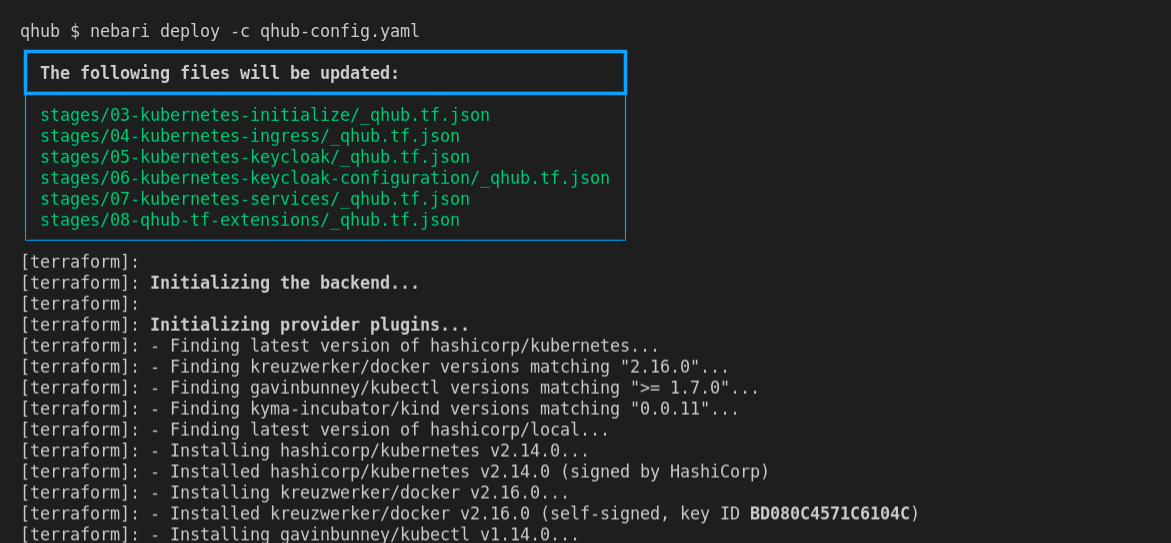 qhub $ nebari deploy -c qhub-config.yaml
The following files will be updated:
stages/03-kubernetes-initialize/_qhub.tf.json
stages/04-kubernetes-ingress/_qhub.tf.json
stages/05-kubernetes-keycloak/_qhub.tf.json
stages/06-kubernetes-keycloak-configuration/_qhub.tf.json
stages/07-kubernetes-services/_qhub.tf.json
stages/08-qhub-tf-extensions/_qhub.tf.json
[terraform]:
[terraform]: Initializing the backend...
[terraform]:
[terraform]: Initializing provider plugins...
[terraform]: - Finding latest version of hashicorp/kubernetes...
[terraform]: - Finding kreuzwerker/docker versions matching "2.16.0"...
[terraform]: - Finding gavinbunney/kubectl versions matching ">= 1.7.0"...
[terraform]: - Finding kyma-incubator/kind versions matching "0.0.11"...
[terraform]: - Finding latest version of hashicorp/local...
[terraform]: - Installing hashicorp/kubernetes v2.14.0...
[terraform]: - Installed hashicorp/kubernetes v2.14.0 (signed by HashiCorp)
[terraform]: - Installing kreuzwerker/docker v2.16.0...
[terraform]: - Installed kreuzwerker/docker v2.16.0 (self-signed, key ID BD080C4571C6104C)
[terraform]: - Installing gavinbunney/kubectl v1.14.0...